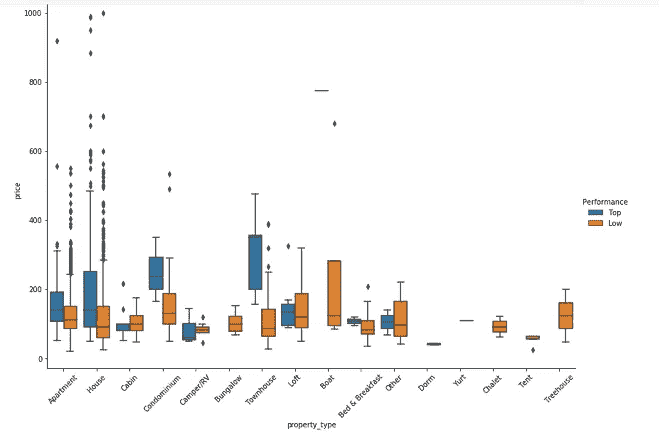 1000
800
600
400
200
0
price
Apartment
House
Cabin
Condominium
Camper/RV
Bungalow
Townhouse
Loft
Boat
Bed & Breakfast
Other
Dorm
Yurt
Chalet
Tent
Treehouse
property_type
Performance
Top
Low